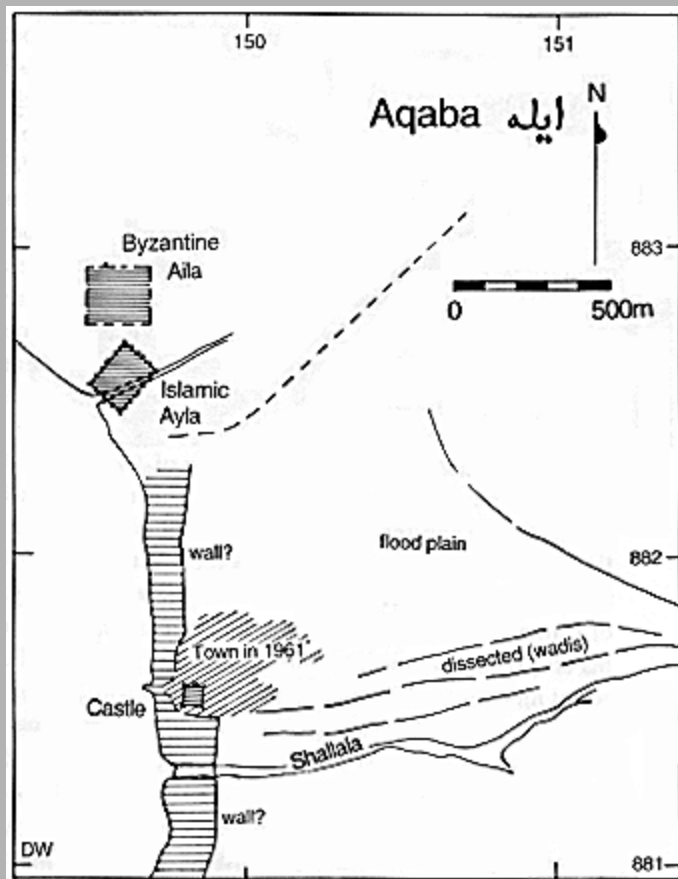 150 151
Aqaba ايله N
883
Byzantine
Aila
0 500m
Islamic
Ayla
wall?
flood plain
882
Town in 1961
dissected (wadis)
Castle
Shallala
wall?
DW
881